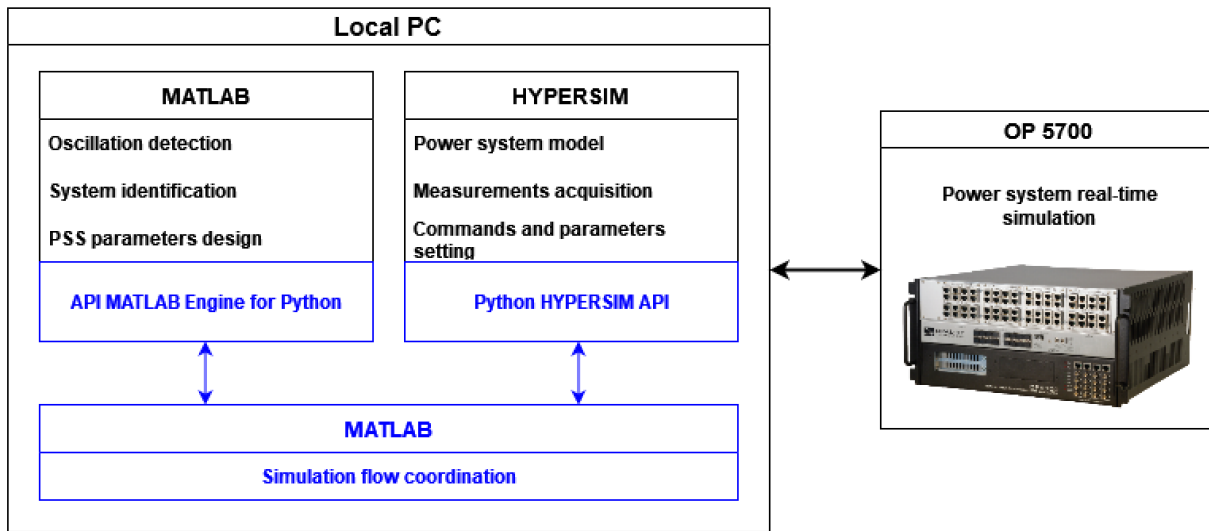 Local PC
MATLAB
Oscillation detection
System identification
PSS parameters design
API MATLAB Engine for Python
HYPERSIM
Power system model
Measurements acquisition
Commands and parameters
setting
Python HYPERSIM API
MATLAB
Simulation flow coordination
OP 5700
Power system real-time
simulation